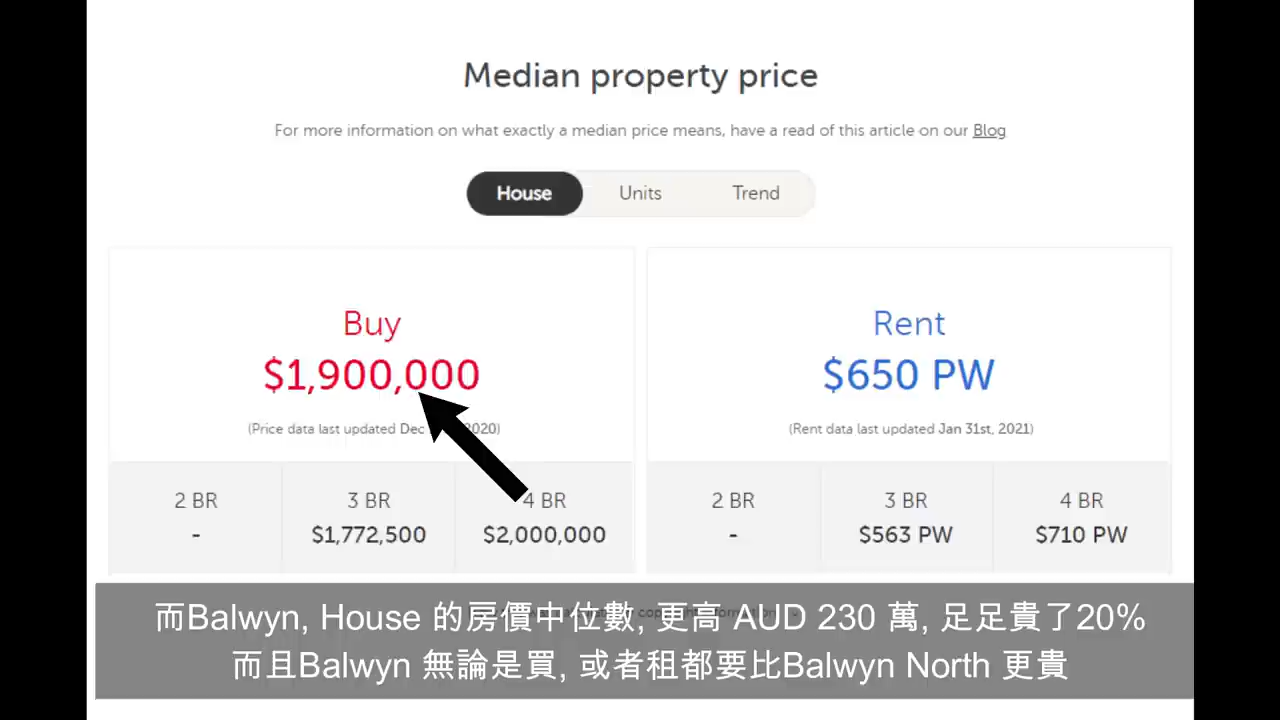 Median property price
For more information on what exactly a median price means, have a read of this article on our Blog
House Units Trend
Buy
$1,900,000
(Price data last updated Dec 2020)
2 BR 3 BR 4 BR
- $1,772,500 $2,000,000
Rent
$650 PW
(Rent data last updated Jan 31st, 2021)
2 BR 3 BR 4 BR
- $563 PW $710 PW
而Balwyn, House 的房價中位數, 更高 AUD 230 萬, 足足貴了20%
而且Balwyn 無論是買, 或者租都要比Balwyn North 更貴